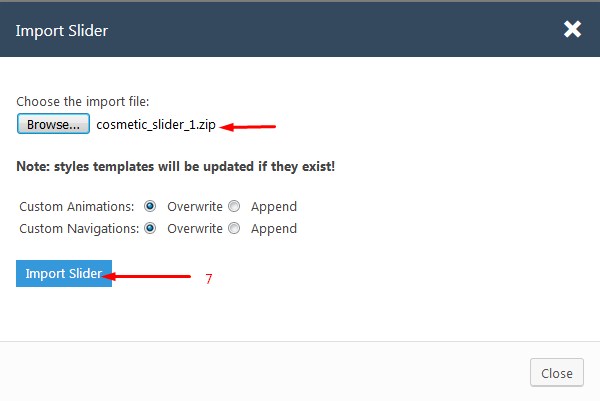 Import Slider
Choose the import file:
Browse... cosmetic_slider_1.zip
Note: styles templates will be updated if they exist!
Custom Animations: Overwrite Append
Custom Navigations: Overwrite Append
Import Slider 7
Close